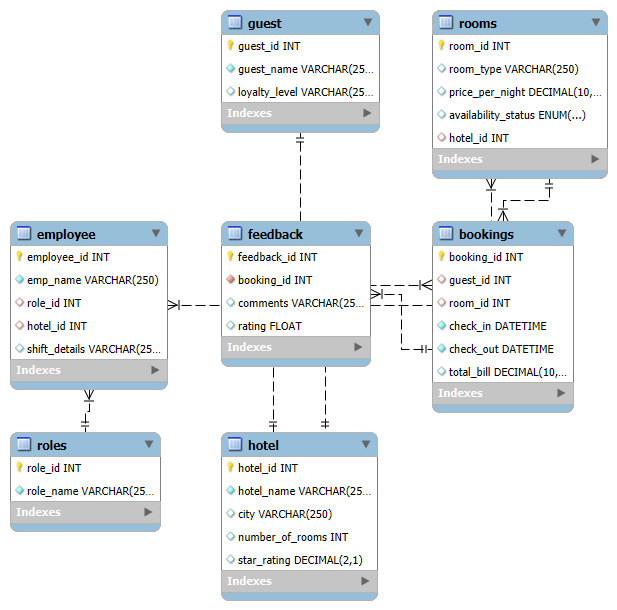 guest
guest_id INT
guest_name VARCHAR(25...
loyalty_level VARCHAR(25...
Indexes
rooms
room_id INT
room_type VARCHAR(250)
price_per_night DECIMAL(10,...
availability_status ENUM(...)
hotel_id INT
Indexes
employee
employee_id INT
emp_name VARCHAR(250)
role_id INT
hotel_id INT
shift_details VARCHAR(25...
Indexes
feedback
feedback_id INT
booking_id INT
comments VARCHAR(25...
rating FLOAT
Indexes
bookings
booking_id INT
guest_id INT
room_id INT
check_in DATETIME
check_out DATETIME
total_bill DECIMAL(10,...
Indexes
roles
role_id INT
role_name VARCHAR(25...
Indexes
hotel
hotel_id INT
hotel_name VARCHAR(25...
city VARCHAR(250)
number_of_rooms INT
star_rating DECIMAL(2,1)
Indexes